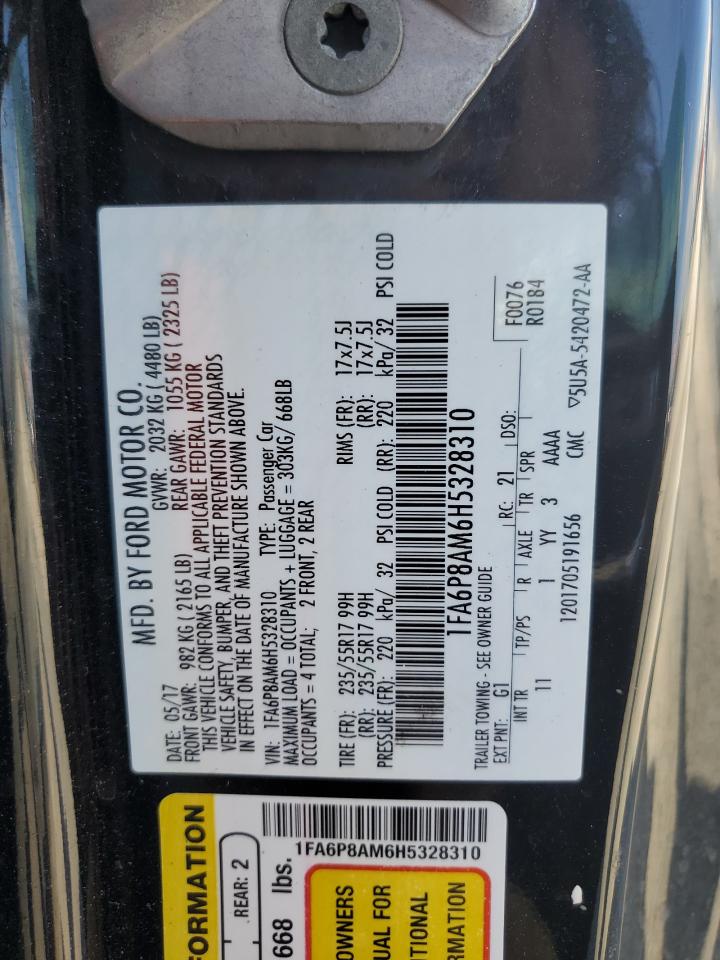 MFD. BY FORD MOTOR CO.
DATE: 05/17 GVWR: 2032 KG ( 4480 LB)
FRONT GAWR: 982 KG ( 2165 LB) REAR GAWR: 1055 KG ( 2325 LB)
THIS VEHICLE CONFORMS TO ALL APPLICABLE FEDERAL MOTOR
VEHICLE SAFETY, BUMPER, AND THEFT PREVENTION STANDARDS
IN EFFECT ON THE DATE OF MANUFACTURE SHOWN ABOVE.
VIN: 1FA6P8AM6H5328310 TYPE: Passenger Car
MAXIMUM LOAD = OCCUPANTS + LUGGAGE = 303KG/ 668LB
OCCUPANTS = 4 TOTAL: 2 FRONT, 2 REAR
TIRE (FR): 235/55R17 99H RIMS (FR): 17x7.5J
(RR): 235/55R17 99H (RR): 17x7.5J
PRESSURE (FR): 220 kPa/ 32 PSI COLD (RR): 220 kPa/ 32 PSI COLD
1FA6P8AM6H5328310
TRAILER TOWING - SEE OWNER GUIDE
F0076
R0184
EXT PNT: G1 RC: 21 DSO:
INT TR TP/PS R AXLE TR SPR
11 1 YY 3 AAAA
1201705191656 CMC ▽5U5A-5420472-AA
FORMATION
REAR: 2
668 lbs.
1FA6P8AM6H5328310
OWNERS
UAL FOR
ITIONAL
RMATION